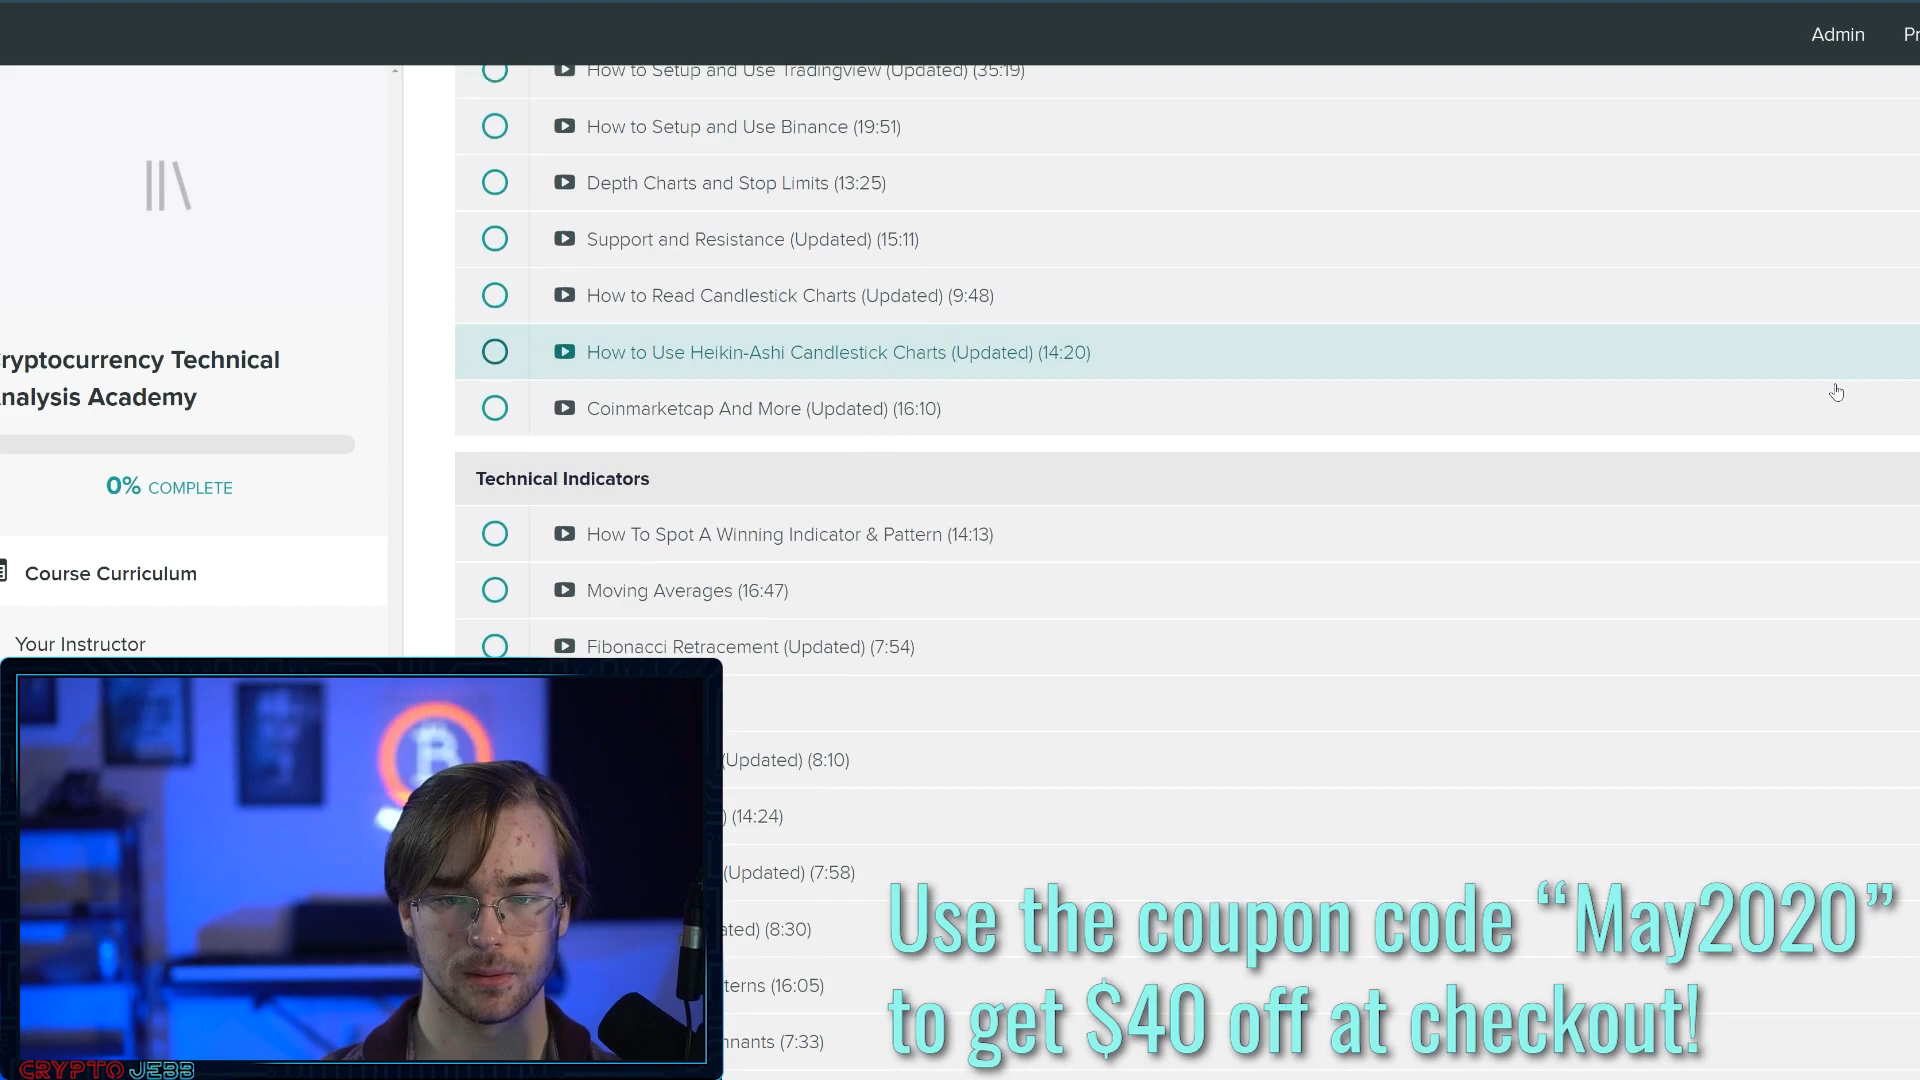 Admin
Pr
How to Setup and Use Tradingview (Updated) (35:19)
How to Setup and Use Binance (19:51)
Depth Charts and Stop Limits (13:25)
Support and Resistance (Updated) (15:11)
How to Read Candlestick Charts (Updated) (9:48)
How to Use Heikin-Ashi Candlestick Charts (Updated) (14:20)
Coinmarketcap And More (Updated) (16:10)
ryptocurrency Technical
nalysis Academy
0% COMPLETE
Course Curriculum
Your Instructor
Technical Indicators
How To Spot A Winning Indicator & Pattern (14:13)
Moving Averages (16:47)
Fibonacci Retracement (Updated) (7:54)
(Updated) (8:10)
) (14:24)
(Updated) (7:58)
ated) (8:30)
terns (16:05)
nnants (7:33)
Use the coupon code “May2020”
to get $40 off at checkout!
CRYPTO JEBB